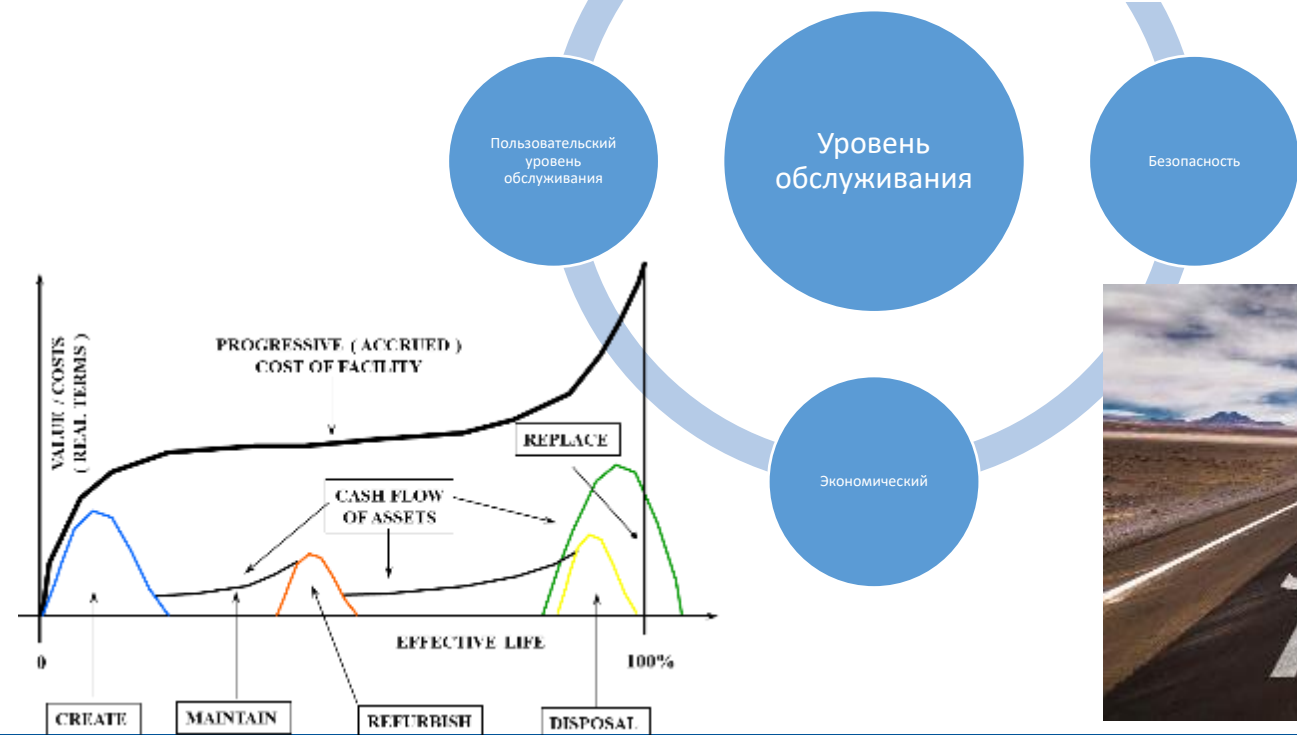 Пользовательский
уровень
обслуживания
Уровень
обслуживания
Безопасность
Экономический
VALUE / COSTS
( REAL TERMS )
PROGRESSIVE ( ACCRUED )
COST OF FACILITY
REPLACE
CASH FLOW
OF ASSETS
EFFECTIVE LIFE
0
100%
CREATE
MAINTAIN
REFURBISH
DISPOSAL